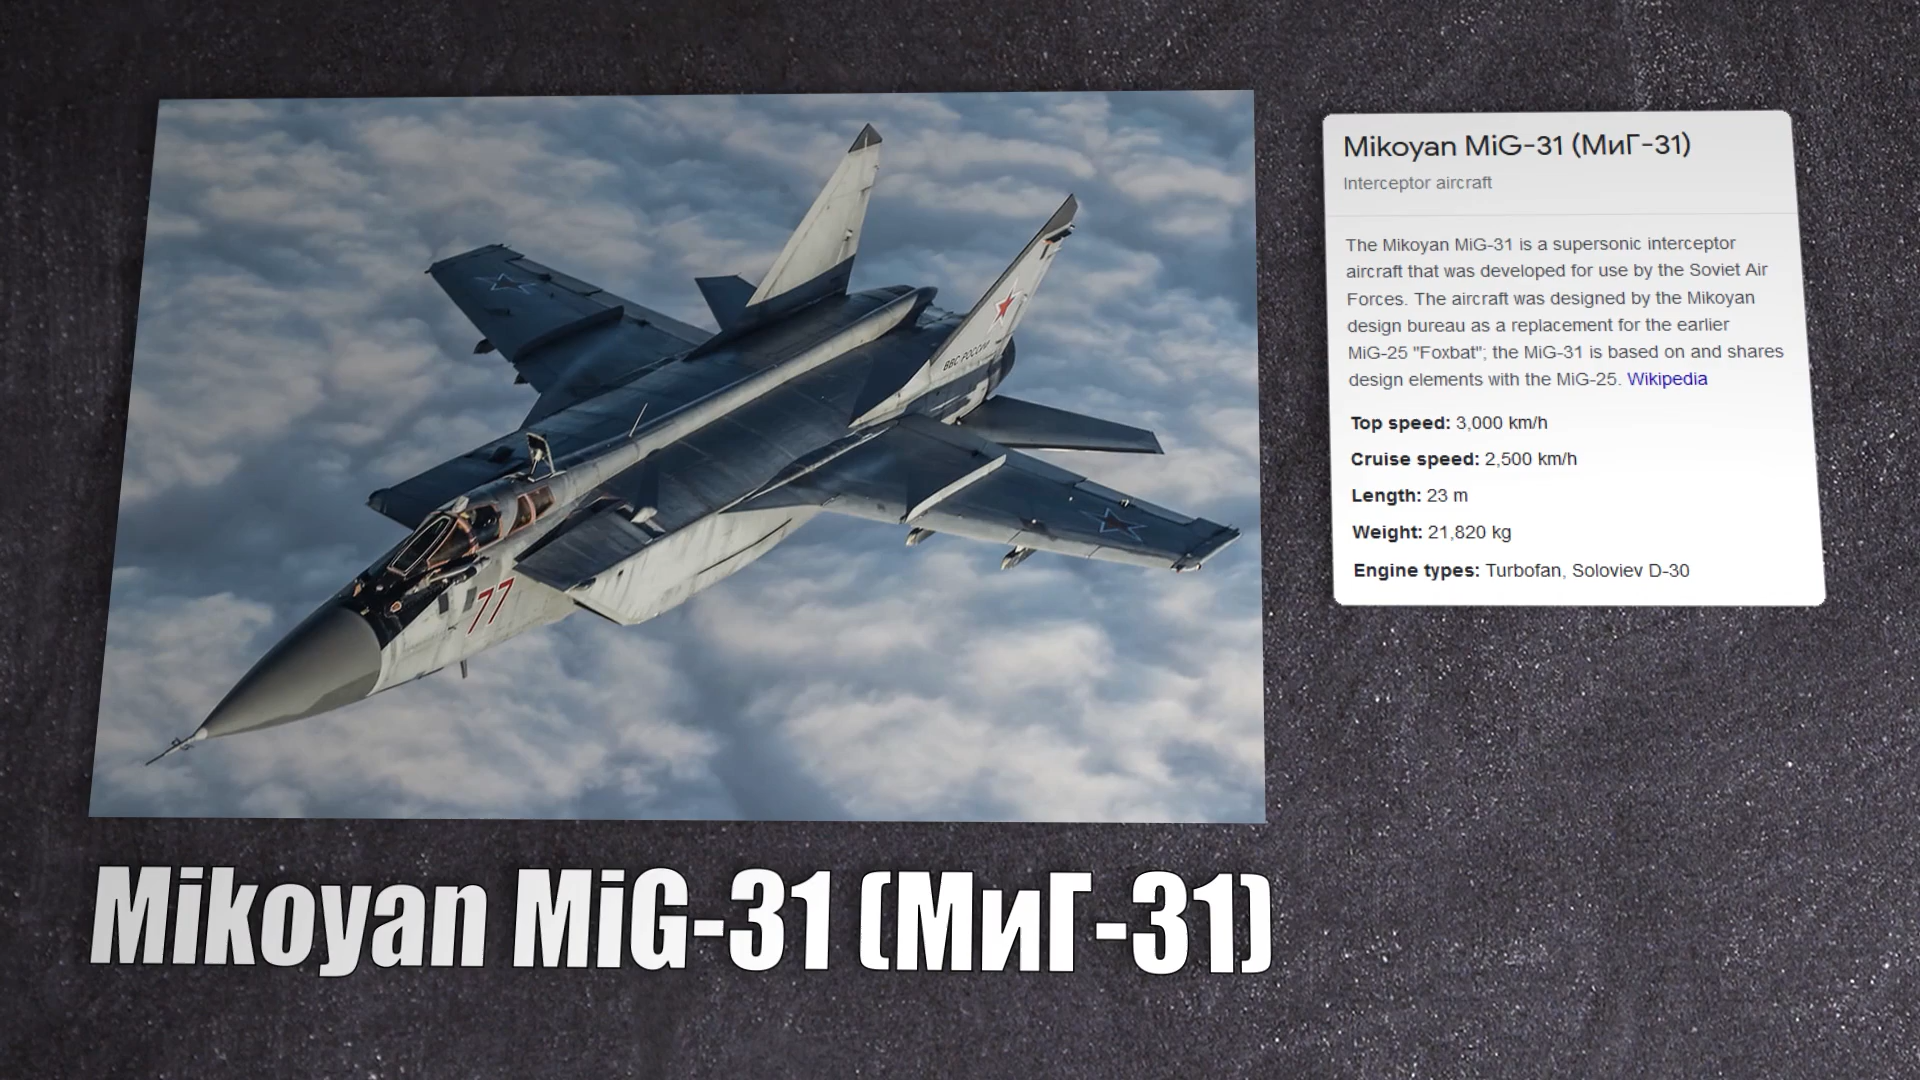 77
ВВС РОССИИ
Mikoyan MiG-31 (МиГ-31)
Mikoyan MiG-31 (МиГ-31)
Interceptor aircraft
The Mikoyan MiG-31 is a supersonic interceptor
aircraft that was developed for use by the Soviet Air
Forces. The aircraft was designed by the Mikoyan
design bureau as a replacement for the earlier
MiG-25 "Foxbat"; the MiG-31 is based on and shares
design elements with the MiG-25. Wikipedia
Top speed: 3,000 km/h
Cruise speed: 2,500 km/h
Length: 23 m
Weight: 21,820 kg
Engine types: Turbofan, Soloviev D-30